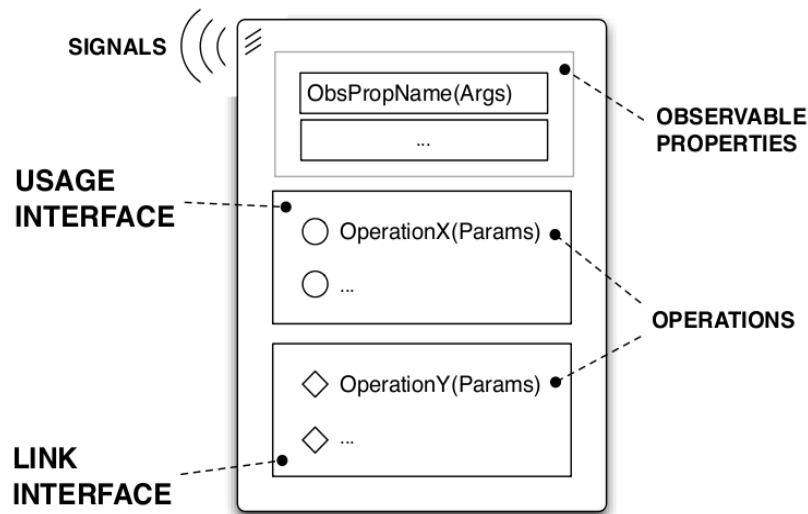 SIGNALS
ObsPropName(Args)
...
OBSERVABLE
PROPERTIES
USAGE
INTERFACE
OperationX(Params)
...
OPERATIONS
OperationY(Params)
...
LINK
INTERFACE